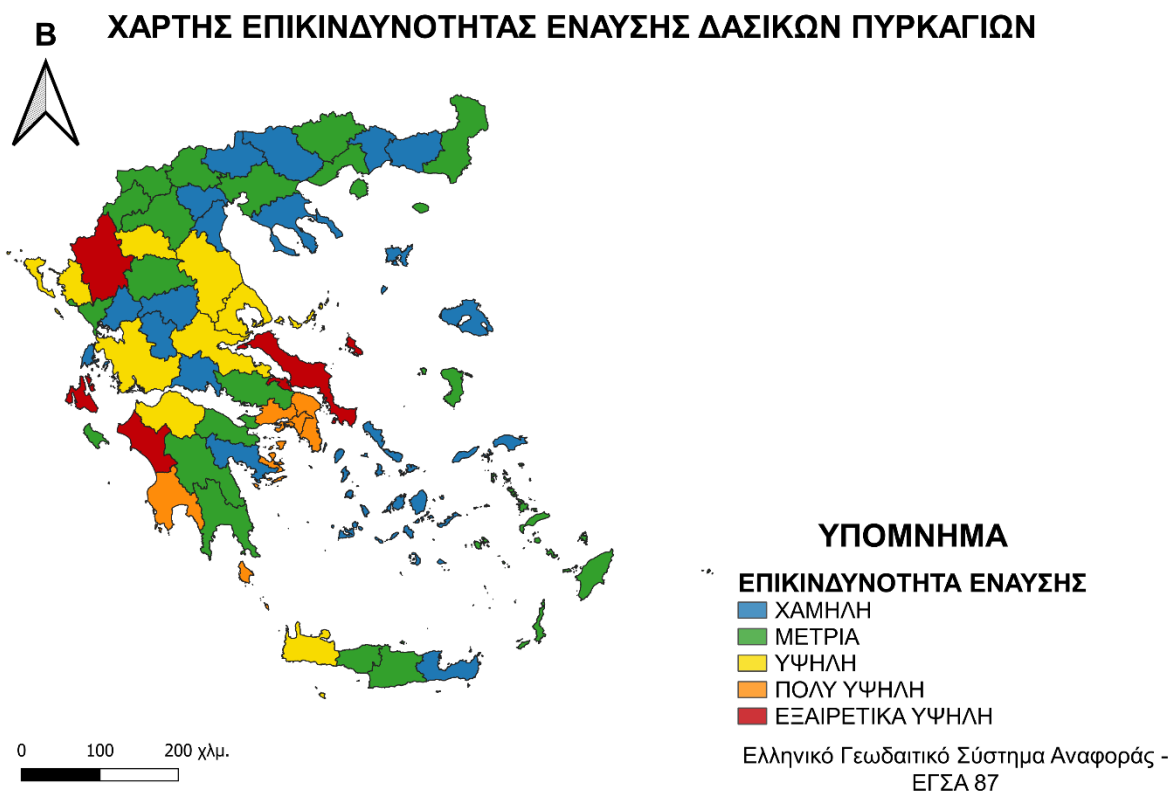 ΧΑΡΤΗΣ ΕΠΙΚΙΝΔΥΝΟΤΗΤΑΣ ΕΝΑΥΣΗΣ ΔΑΣΙΚΩΝ ΠΥΡΚΑΓΙΩΝ
Β
ΥΠΟΜΝΗΜΑ
ΕΠΙΚΙΝΔΥΝΟΤΗΤΑ ΕΝΑΥΣΗΣ
ΧΑΜΗΛΗ
ΜΕΤΡΙΑ
ΥΨΗΛΗ
ΠΟΛΥ ΥΨΗΛΗ
ΕΞΑΙΡΕΤΙΚΑ ΥΨΗΛΗ
0 100 200 χλμ.
Ελληνικό Γεωδαιτικό Σύστημα Αναφοράς -
ΕΓΣΑ 87